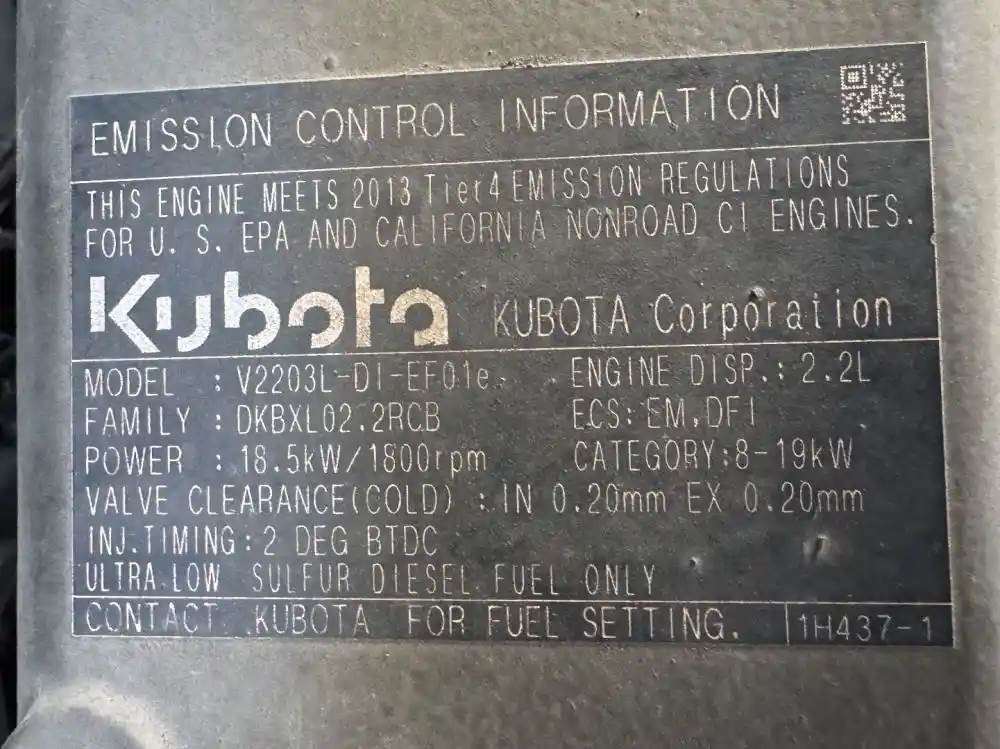 EMISSION CONTROL INFORMATION
THIS ENGINE MEETS 2013 Tier4 EMISSION REGULATIONS
FOR U. S. EPA AND CALIFORNIA NONROAD CI ENGINES.
Kubota KUBOTA Corporation
MODEL : V2203L-DI-EF01e ENGINE DISP.: 2.2L
FAMILY : DKBXL02.2RCB ECS: EM,DFI
POWER : 18.5kW/1800rpm CATEGORY:8-19kW
VALVE CLEARANCE(COLD) : IN 0.20mm EX 0.20mm
INJ.TIMING:2 DEG BTDC
ULTRA LOW SULFUR DIESEL FUEL ONLY
CONTACT KUBOTA FOR FUEL SETTING. 1H437-1